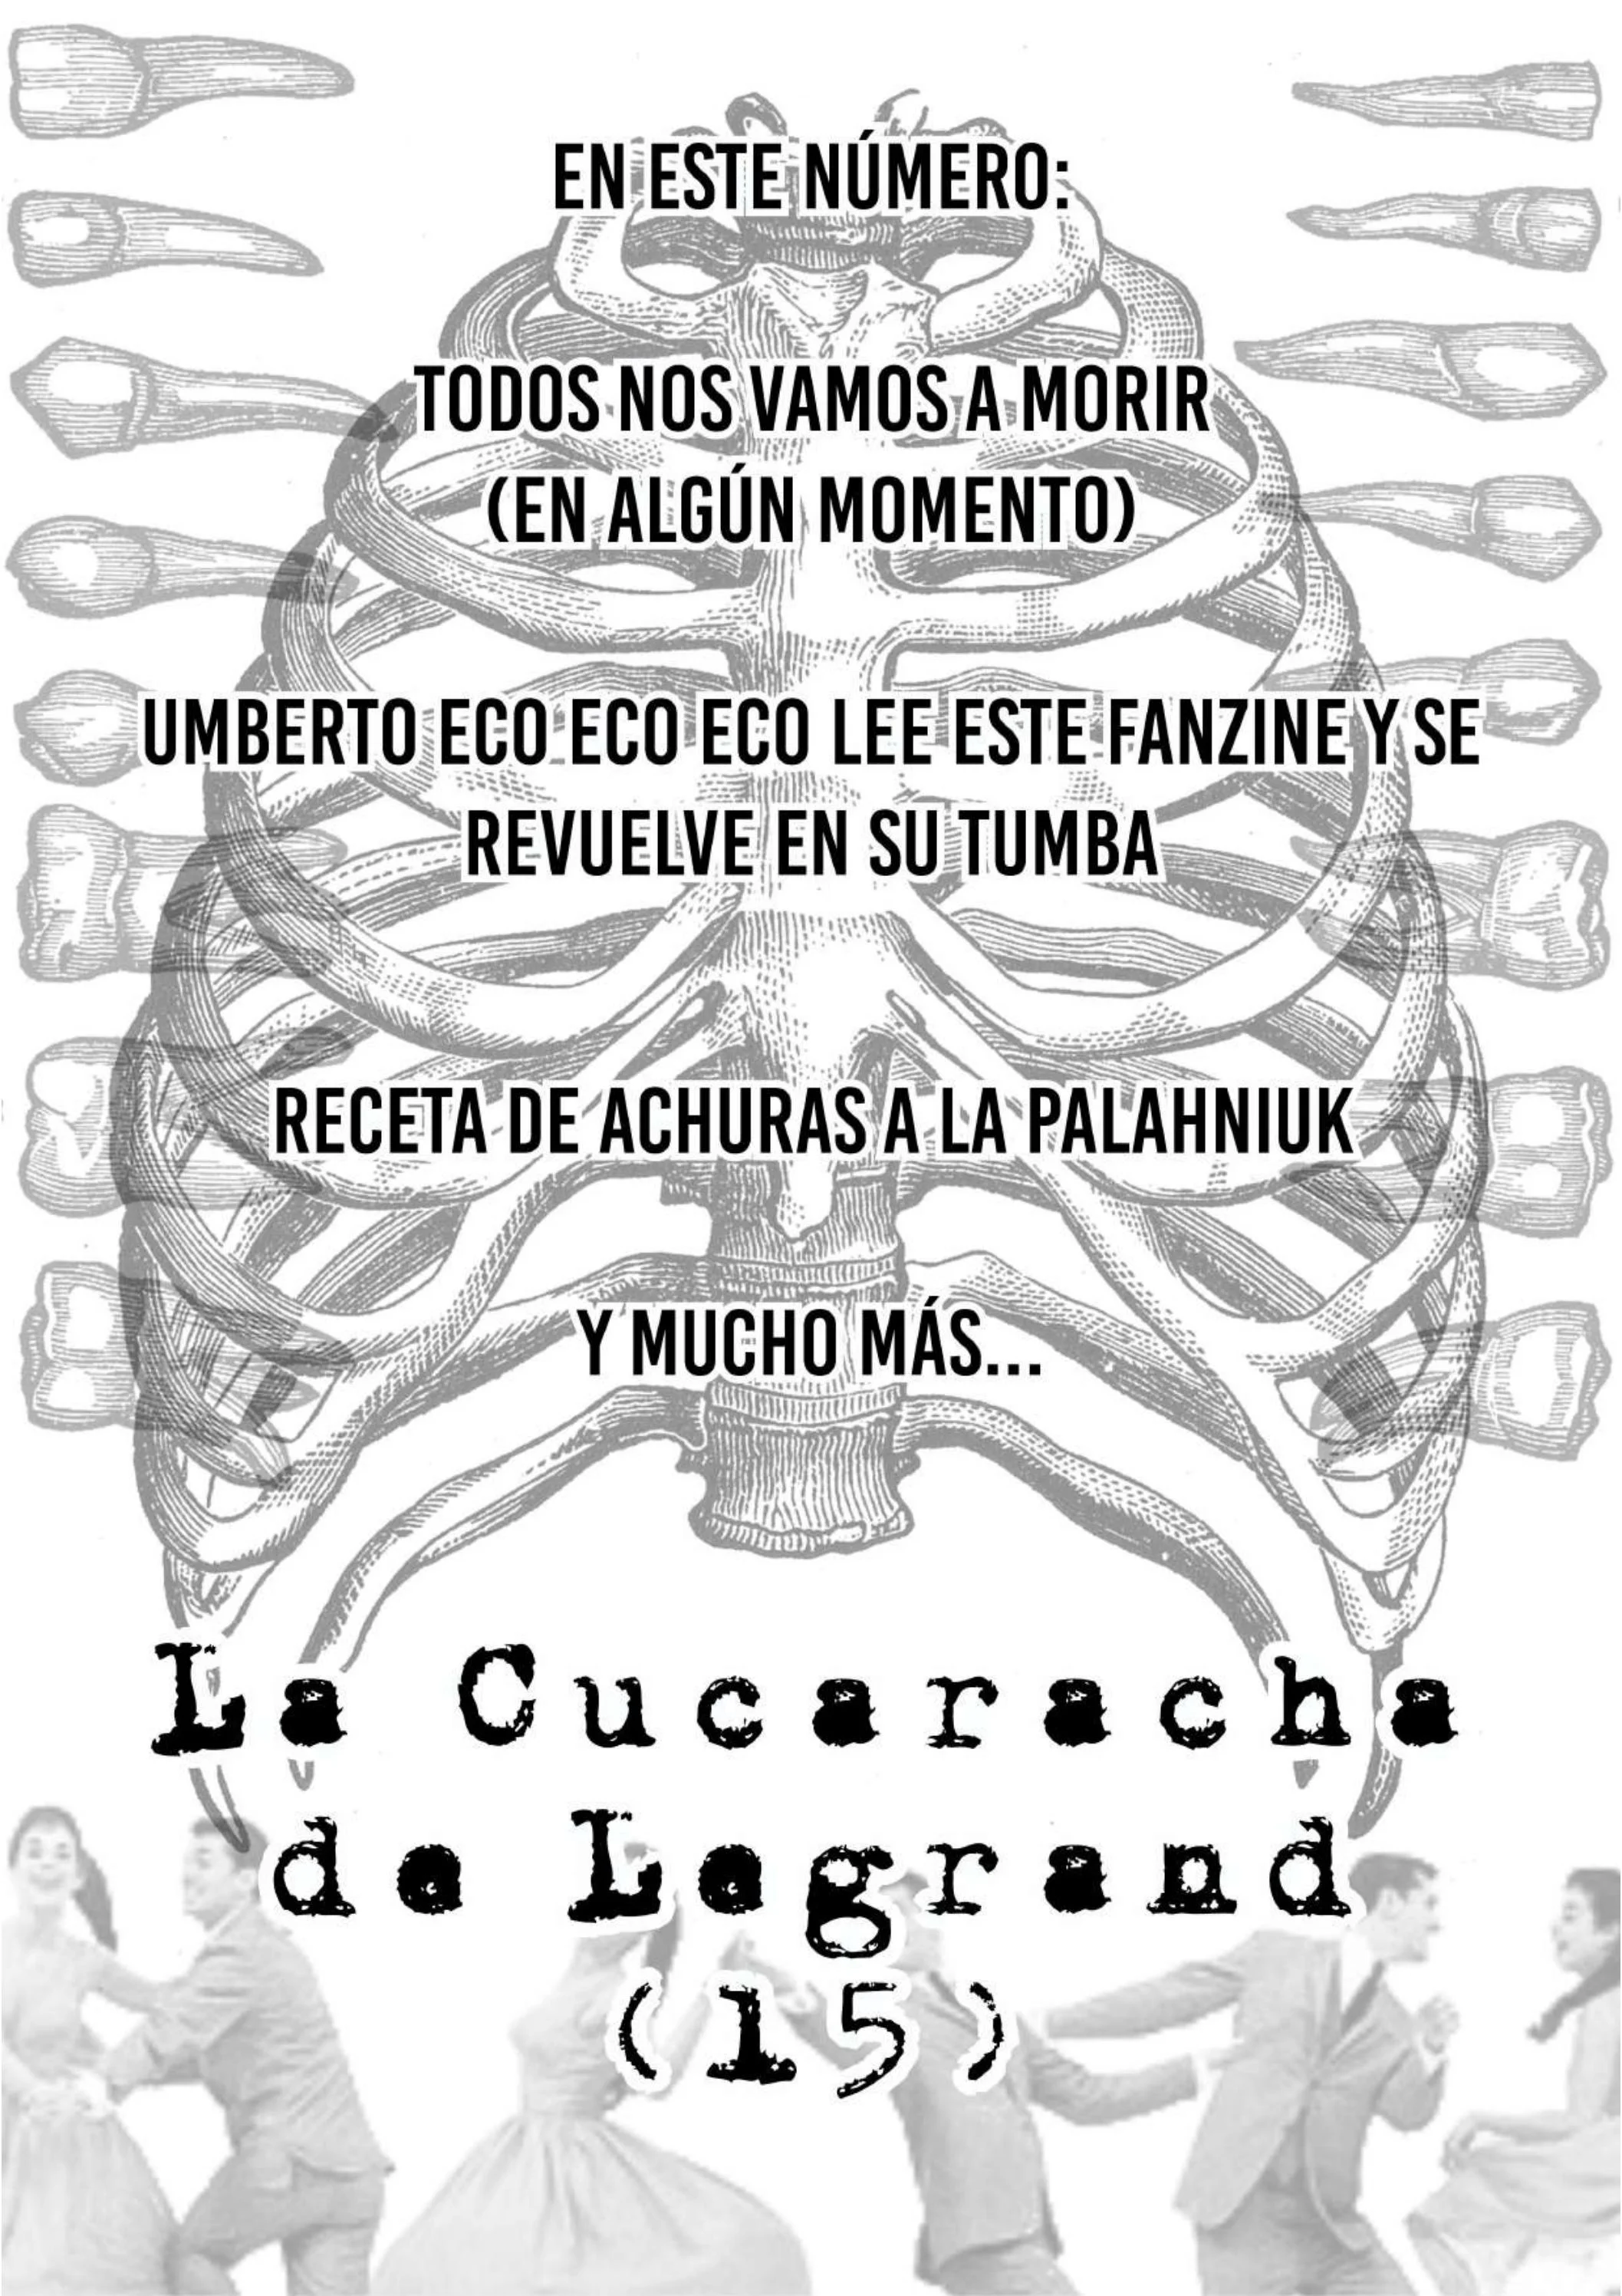 EN ESTE NÚMERO:
TODOS NOS VAMOS A MORIR
(EN ALGÚN MOMENTO)
UMBERTO ECO ECO ECO LEE ESTE FANZINE Y SE
REVUELVE EN SU TUMBA
RECETA DE ACHURAS A LA PALAHNIUK
Y MUCHO MÁS...
La Cucaracha
de Legrand
(15)